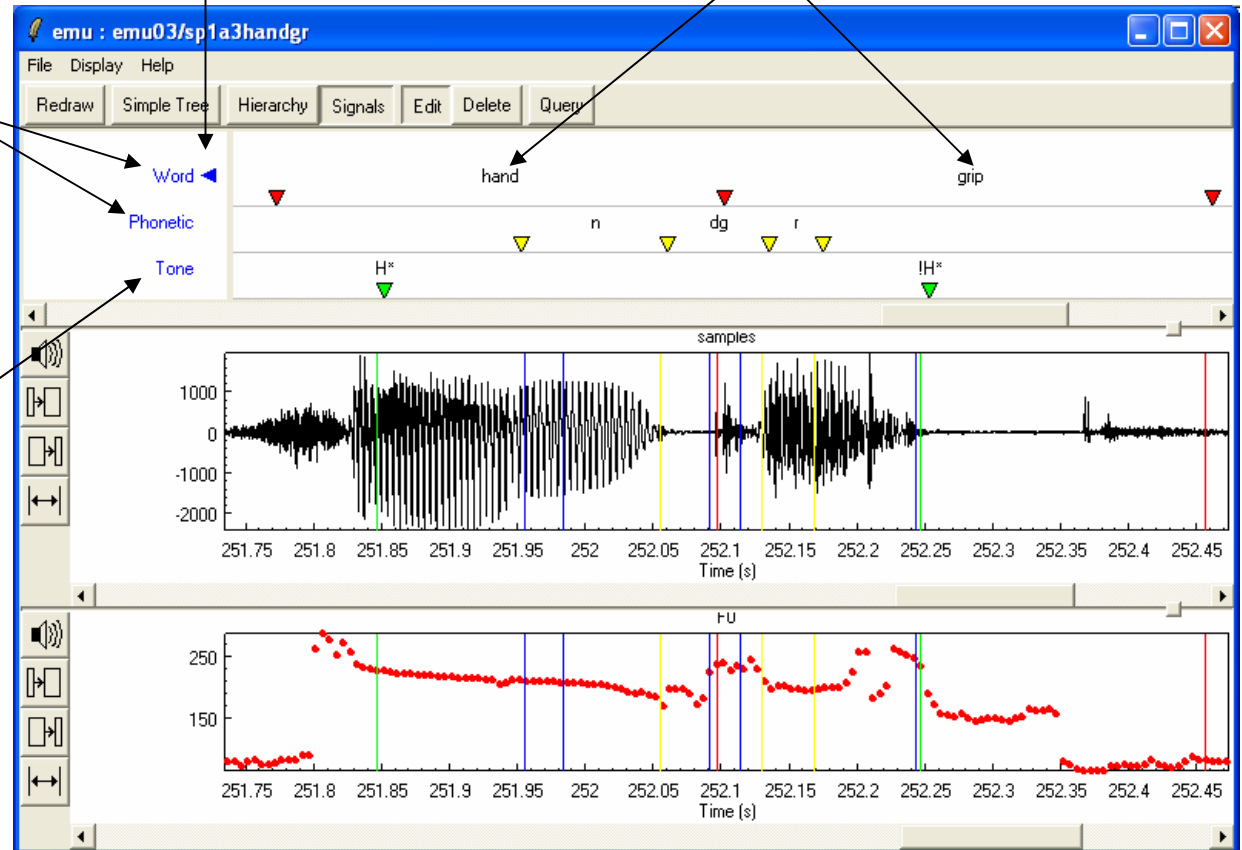 emu : emu03/sp1a3handgr
File Display Help
Redraw Simple Tree Hierarchy Signals Edit Delete Query
Word hand grip
Phonetic n dg r
Tone H* !H*
samples
1000
0
-1000
-2000
251.75 251.8 251.85 251.9 251.95 252 252.05 252.1 252.15 252.2 252.25 252.3 252.35 252.4 252.45
Time (s)
F0
250
150
251.75 251.8 251.85 251.9 251.95 252 252.05 252.1 252.15 252.2 252.25 252.3 252.35 252.4 252.45
Time (s)